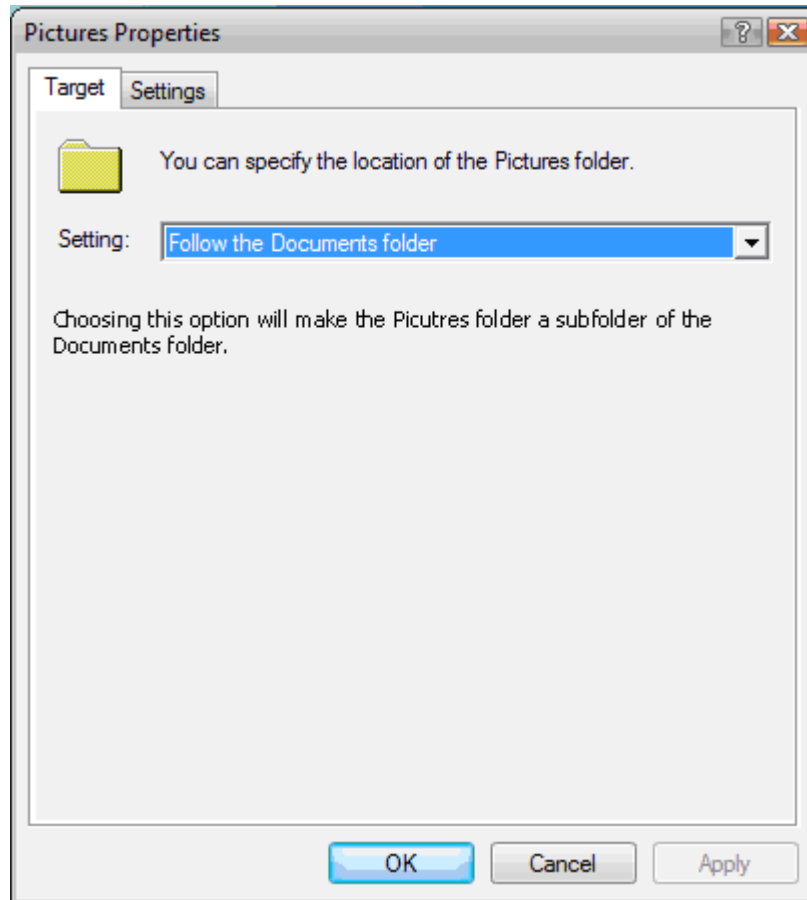 Pictures Properties
Target
Settings
You can specify the location of the Pictures folder.
Setting:
Follow the Documents folder
Choosing this option will make the Picutres folder a subfolder of the
Documents folder.
OK
Cancel
Apply